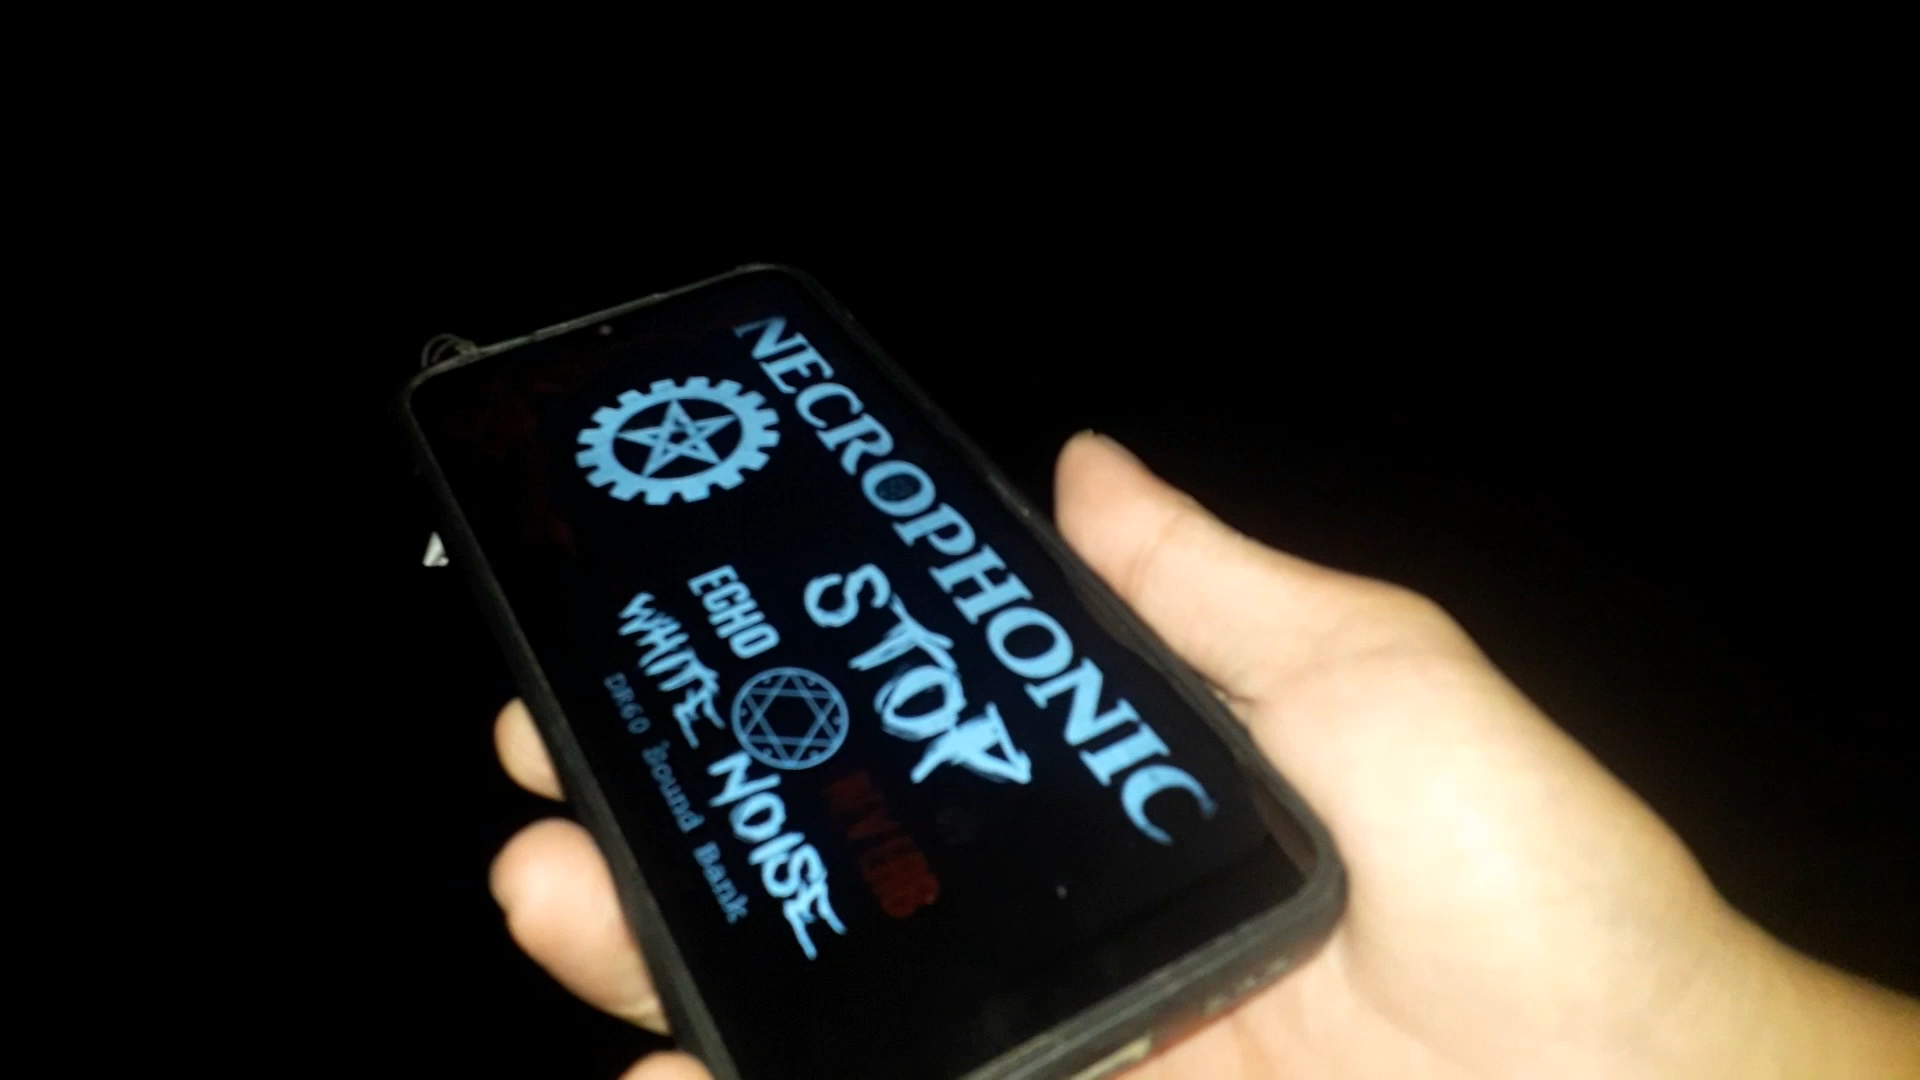 NECROPHONIC
STOP
ECHO
WHITE NOISE
DR60 Sound Bank